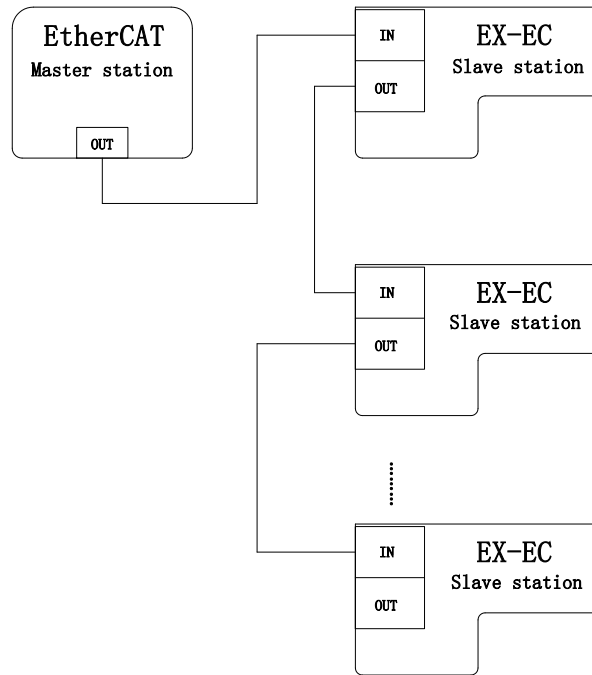 EtherCAT
Master station
OUT
IN
EX-EC
Slave station
OUT
IN
EX-EC
Slave station
OUT
IN
EX-EC
Slave station
OUT